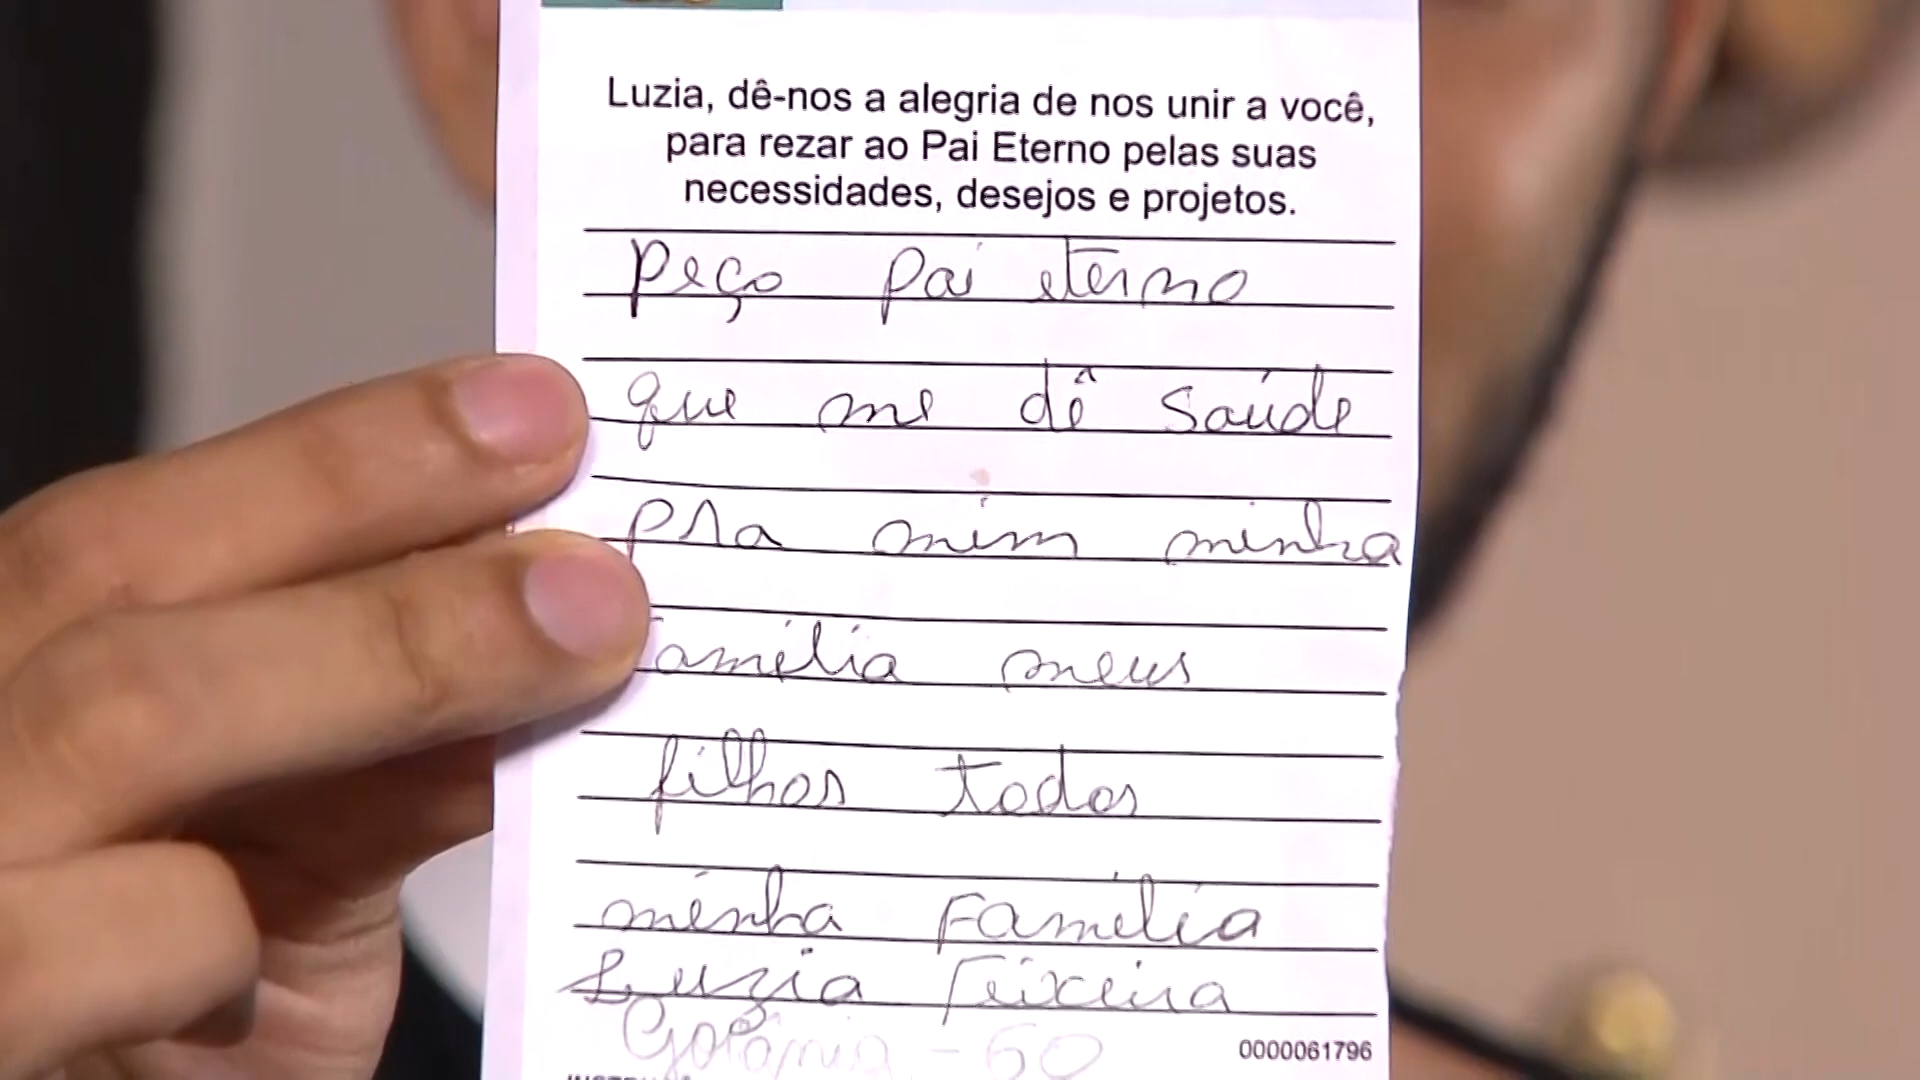 Luzia, dê-nos a alegria de nos unir a você,
para rezar ao Pai Eterno pelas suas
necessidades, desejos e projetos.
Peço Pai eterno
que me dê saúde
pra mim minha
família meus
filhos todos
minha Família
Luzia Teixeira
Goiânia - GO
0000061796